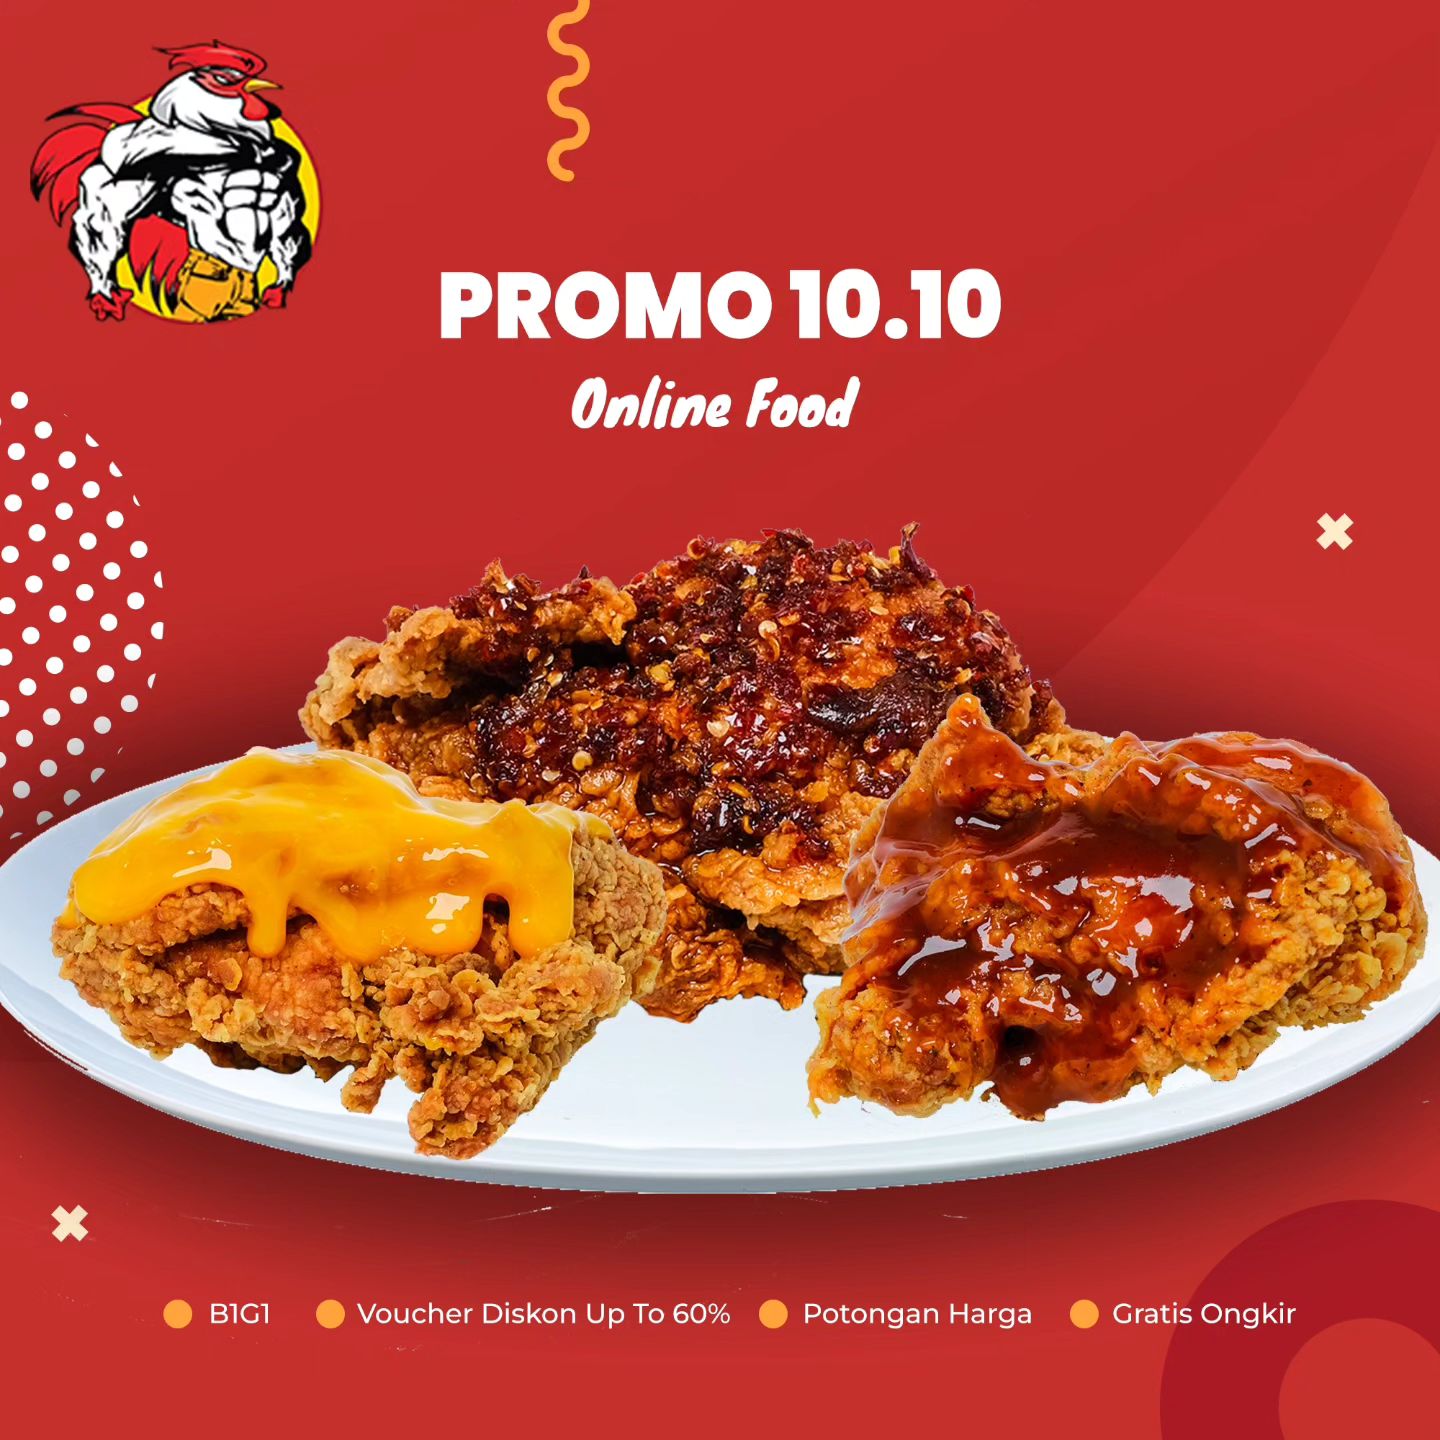 PROMO 10.10
Online Food
B1G1 Voucher Diskon Up To 60% Potongan Harga Gratis Ongkir